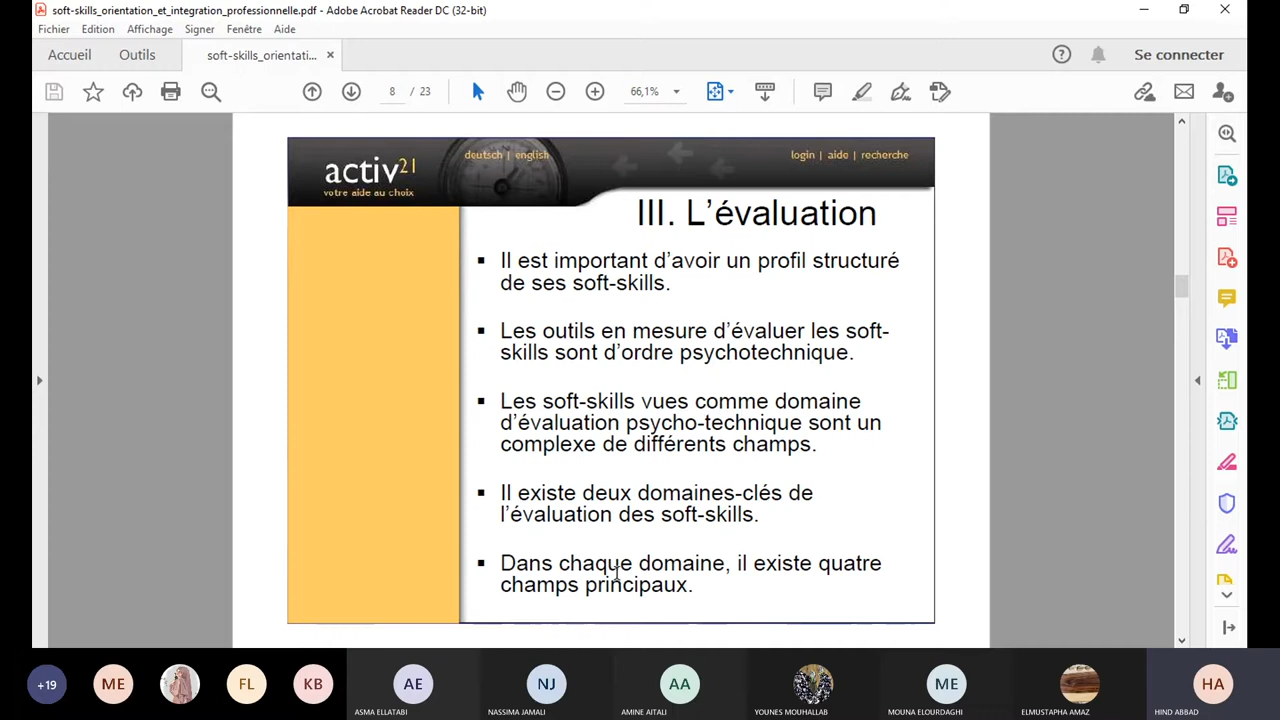 soft-skills_orientation_et_integration_professionnelle.pdf - Adobe Acrobat Reader DC (32-bit)
Fichier Edition Affichage Signer Fenêtre Aide
Accueil Outils soft-skills_orientati... × Se connecter
8 / 23 66,1%
deutsch | english login | aide | recherche
activ21
votre aide au choix
III. L’évaluation
▪ Il est important d’avoir un profil structuré
de ses soft-skills.
▪ Les outils en mesure d’évaluer les soft-
skills sont d’ordre psychotechnique.
▪ Les soft-skills vues comme domaine
d’évaluation psycho-technique sont un
complexe de différents champs.
▪ Il existe deux domaines-clés de
l’évaluation des soft-skills.
▪ Dans chaque domaine, il existe quatre
champs principaux.
+19 ME FL KB AE NJ AA ME HA
ASMA ELLATABI NASSIMA JAMALI AMINE AITALI YOUNES MOUHALLAB MOUNA ELOURDAGHI ELMUSTAPHA AMAZ HIND ABBAD